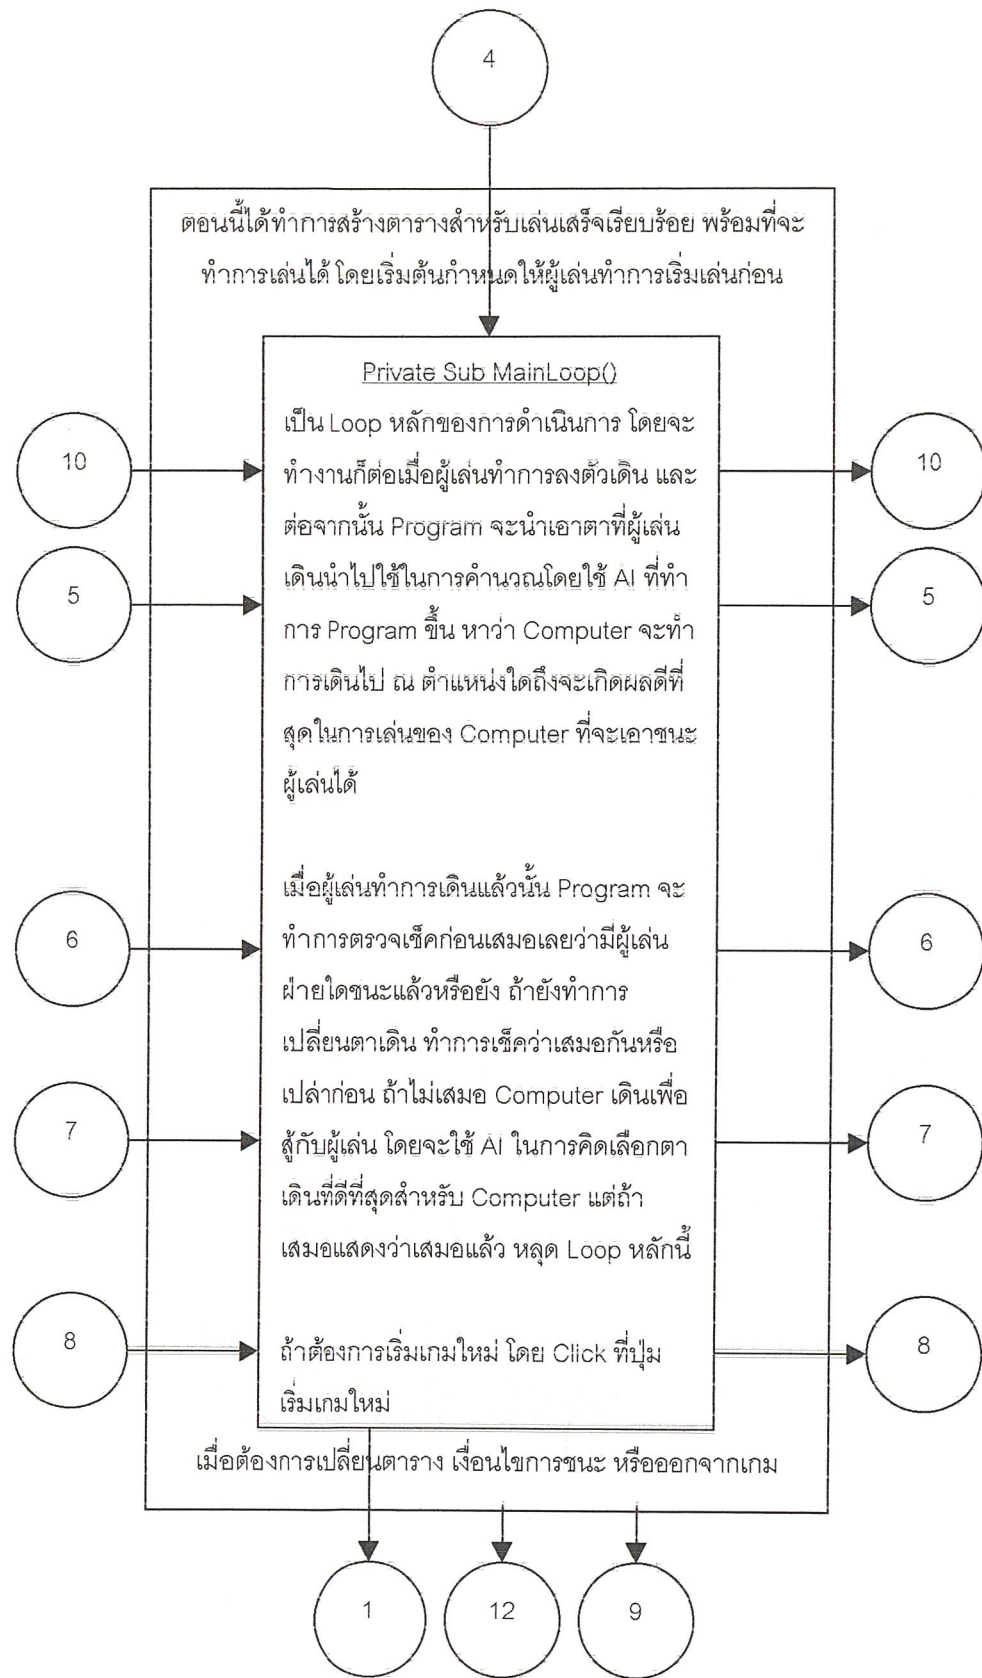 4
ตอนนี้ได้ทำการสร้างตารางสำหรับเล่นเสร็จเรียบร้อย พร้อมที่จะ
ทำการเล่นได้ โดยเริ่มต้นกำหนดให้ผู้เล่นทำการเริ่มเล่นก่อน
Private Sub MainLoop()
เป็น Loop หลักของการดำเนินการ โดยจะ
10
10
ทำงานก็ต่อเมื่อผู้เล่นทำการลงตัวเดิน และ
ต่อจากนั้น Program จะนำเอาตาที่ผู้เล่น
5
5
เดินนำไปใช้ในการคำนวณโดยใช้ AI ที่ทำ
การ Program ขึ้น หาว่า Computer จะทำ
การเดินไป ณ ตำแหน่งใดถึงจะเกิดผลดีที่
สุดในการเล่นของ Computer ที่จะเอาชนะ
ผู้เล่นได้
เมื่อผู้เล่นทำการเดินแล้วนั้น Program จะ
6
6
ทำการตรวจเช็คก่อนเสมอเลยว่ามีผู้เล่น
ฝ่ายใดชนะแล้วหรือยัง ถ้ายังทำการ
เปลี่ยนตาเดิน ทำการเช็คว่าเสมอกันหรือ
เปล่าก่อน ถ้าไม่เสมอ Computer เดินเพื่อ
7
7
สู้กับผู้เล่น โดยจะใช้ AI ในการคิดเลือกตา
เดินที่ดีที่สุดสำหรับ Computer แต่ถ้า
เสมอแสดงว่าเสมอแล้ว หลุด Loop หลักนี้
8
8
ถ้าต้องการเริ่มเกมใหม่ โดย Click ที่ปุ่ม
เริ่มเกมใหม่
เมื่อต้องการเปลี่ยนตาราง เงื่อนไขการชนะ หรือออกจากเกม
1
12
9